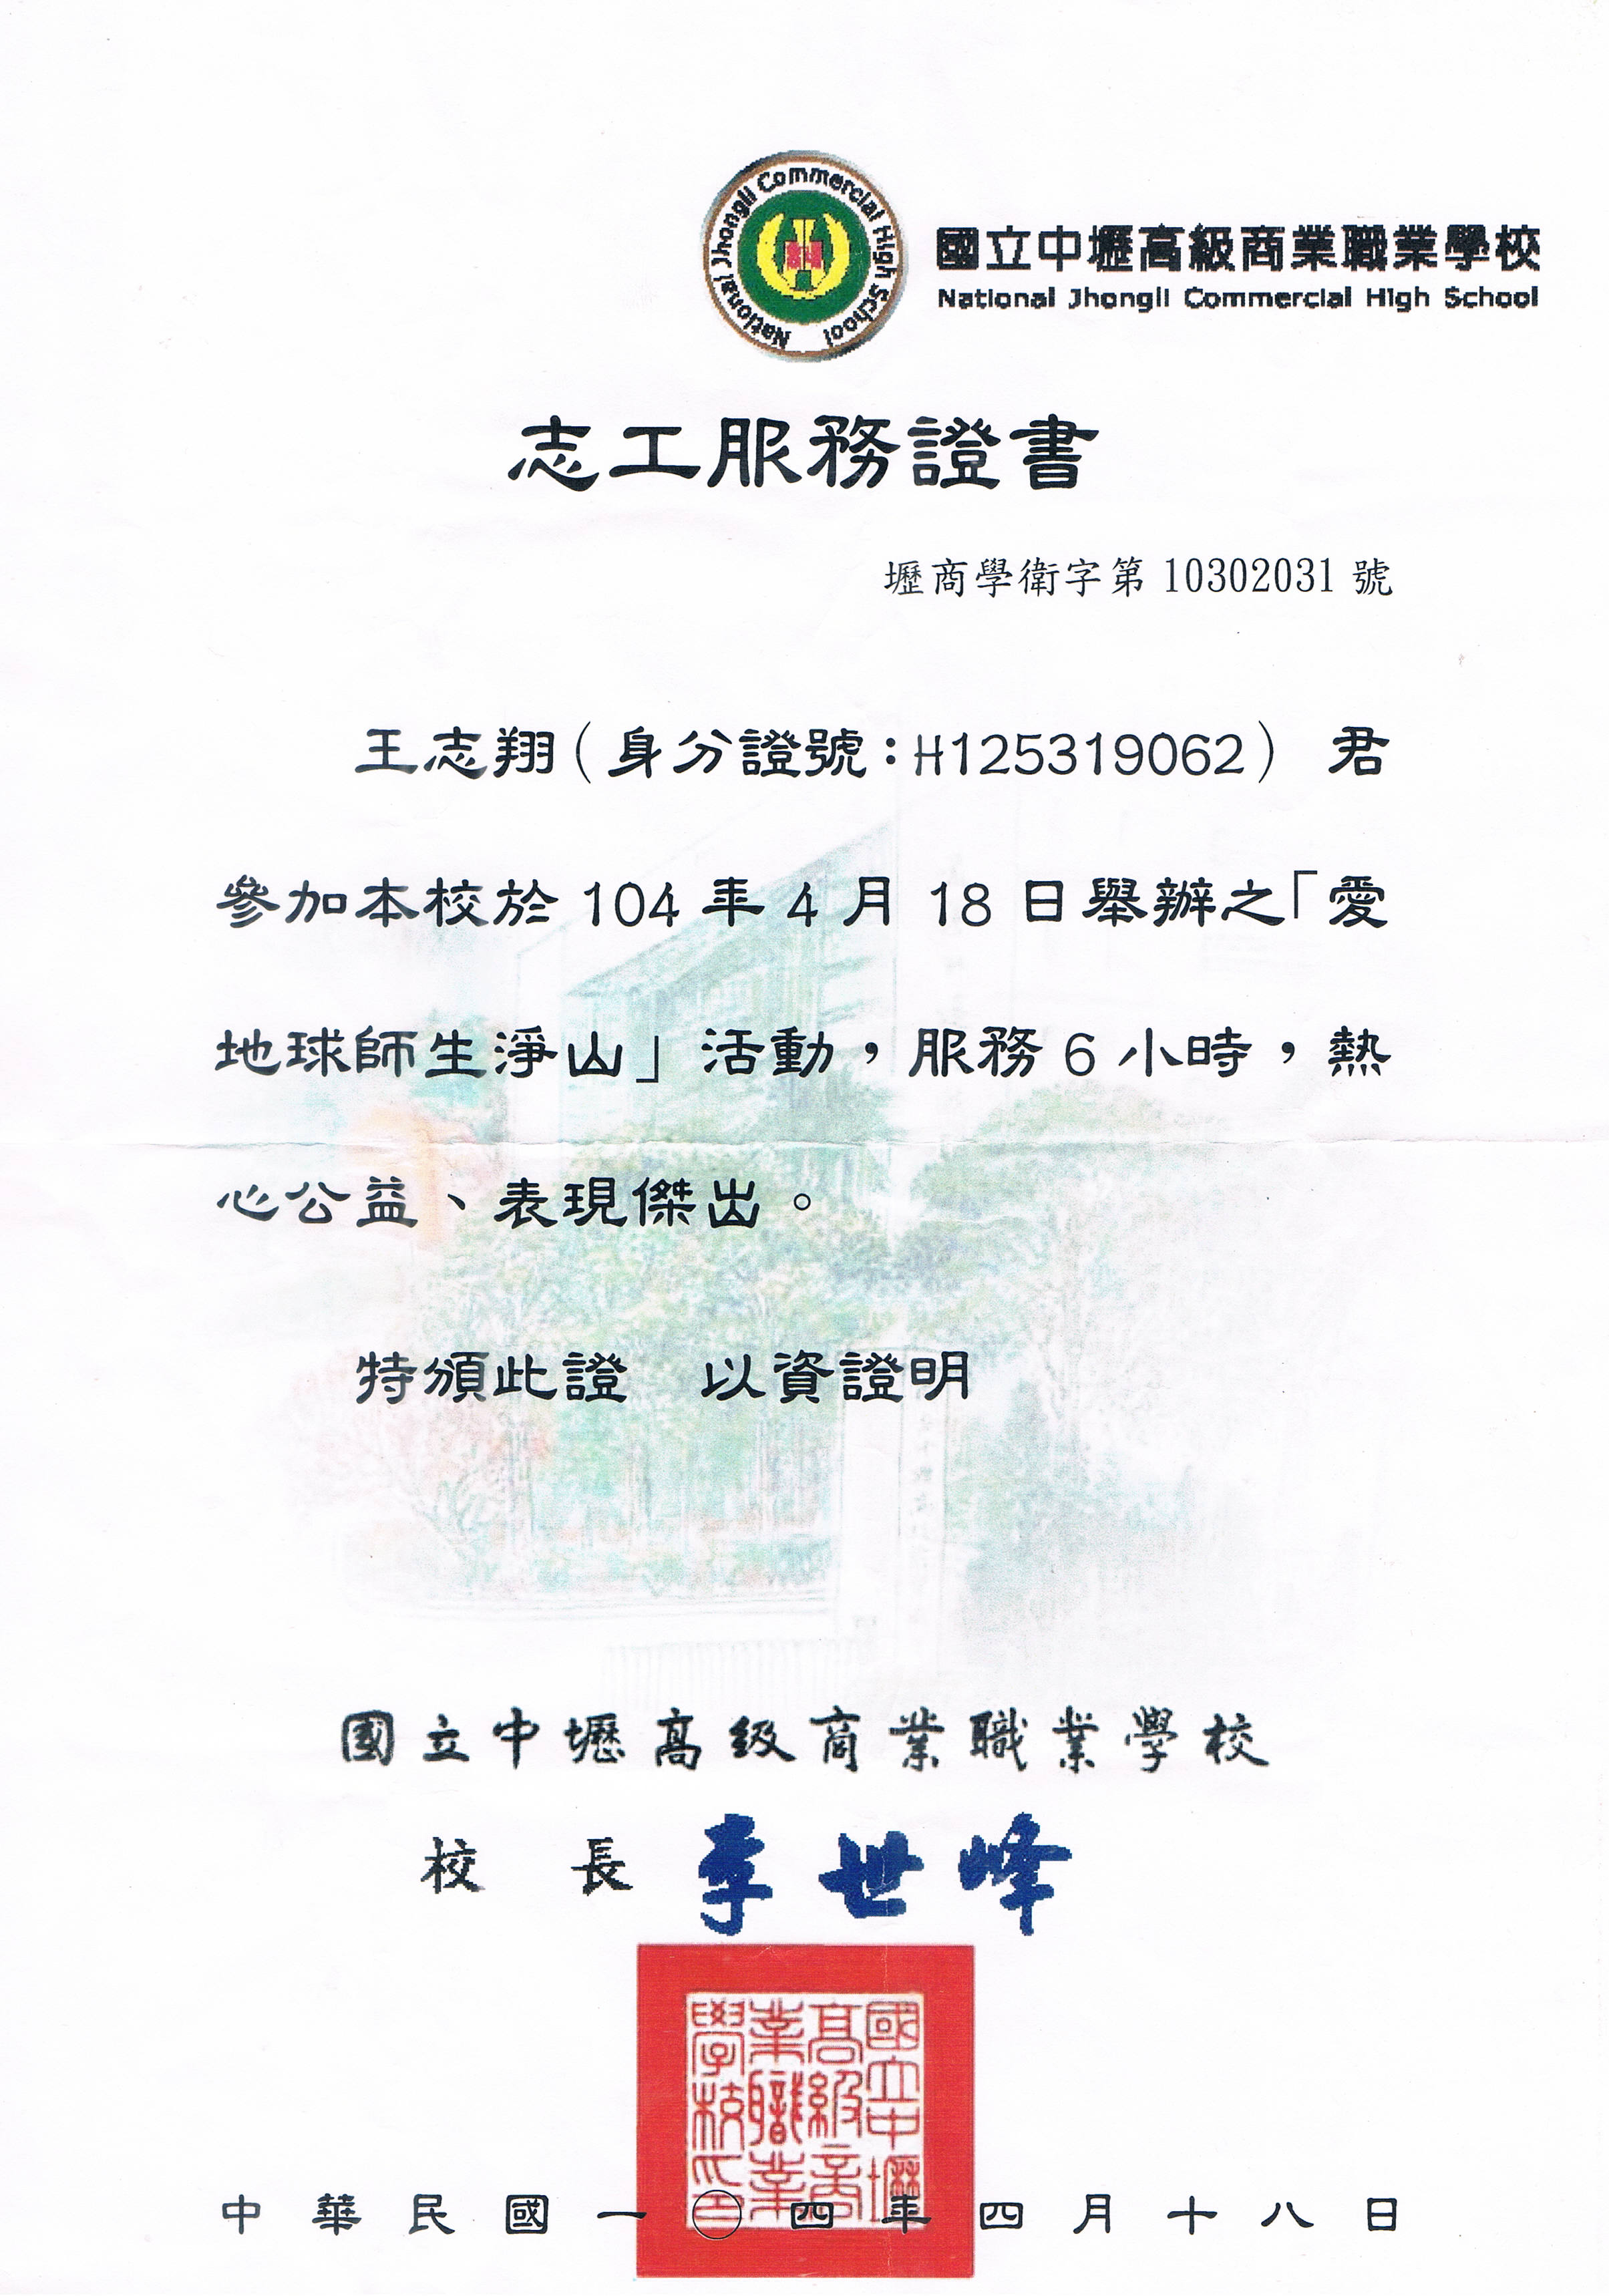 National Jhongli Commercial High School
國立中壢高級商業職業學校
National Jhongli Commercial High School
志工服務證書
壢商學衛字第 10302031 號
王志翔(身分證號:H125319062) 君
參加本校於 104 年 4 月 18 日舉辦之「愛
地球師生淨山」活動,服務 6 小時,熱
心公益、表現傑出。
特頒此證 以資證明
國立中壢高級商業職業學校
校 長 李世峰
國立中壢高級商業職業學校印
中華民國一〇四年四月十八日